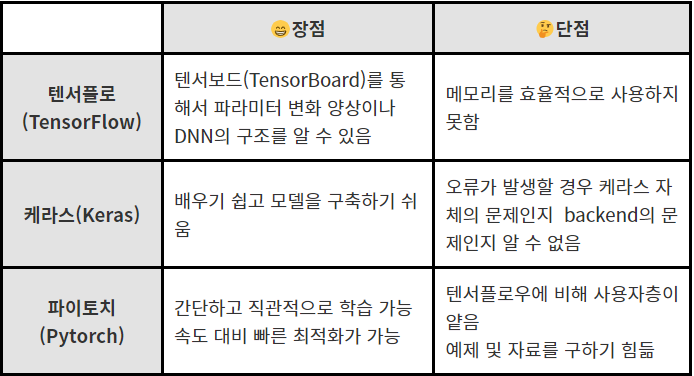 😄장점
🤔단점
텐서플로
(TensorFlow)
텐서보드(TensorBoard)를 통
해서 파라미터 변화 양상이나
DNN의 구조를 알 수 있음
메모리를 효율적으로 사용하지
못함
케라스(Keras)
배우기 쉽고 모델을 구축하기 쉬
움
오류가 발생할 경우 케라스 자
체의 문제인지 backend의 문
제인지 알 수 없음
파이토치
(Pytorch)
간단하고 직관적으로 학습 가능
속도 대비 빠른 최적화가 가능
텐서플로우에 비해 사용자층이
얕음
예제 및 자료를 구하기 힘듦